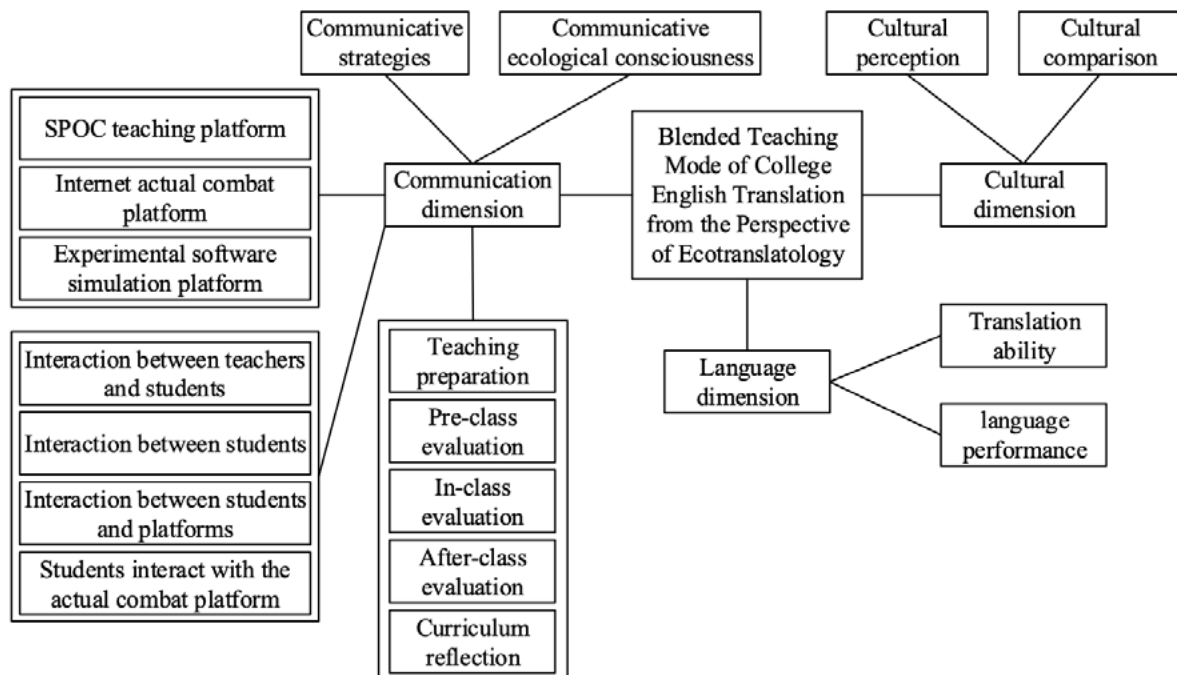 Communicative
strategies
Communicative
ecological consciousness
Cultural
perception
Cultural
comparison
SPOC teaching platform
Internet actual combat
platform
Experimental software
simulation platform
Communication
dimension
Blended Teaching
Mode of College
English Translation
from the Perspective
of Ecotranslatology
Cultural
dimension
Interaction between teachers
and students
Interaction between students
Interaction between students
and platforms
Students interact with the
actual combat platform
Teaching
preparation
Pre-class
evaluation
In-class
evaluation
After-class
evaluation
Curriculum
reflection
Language
dimension
Translation
ability
language
performance